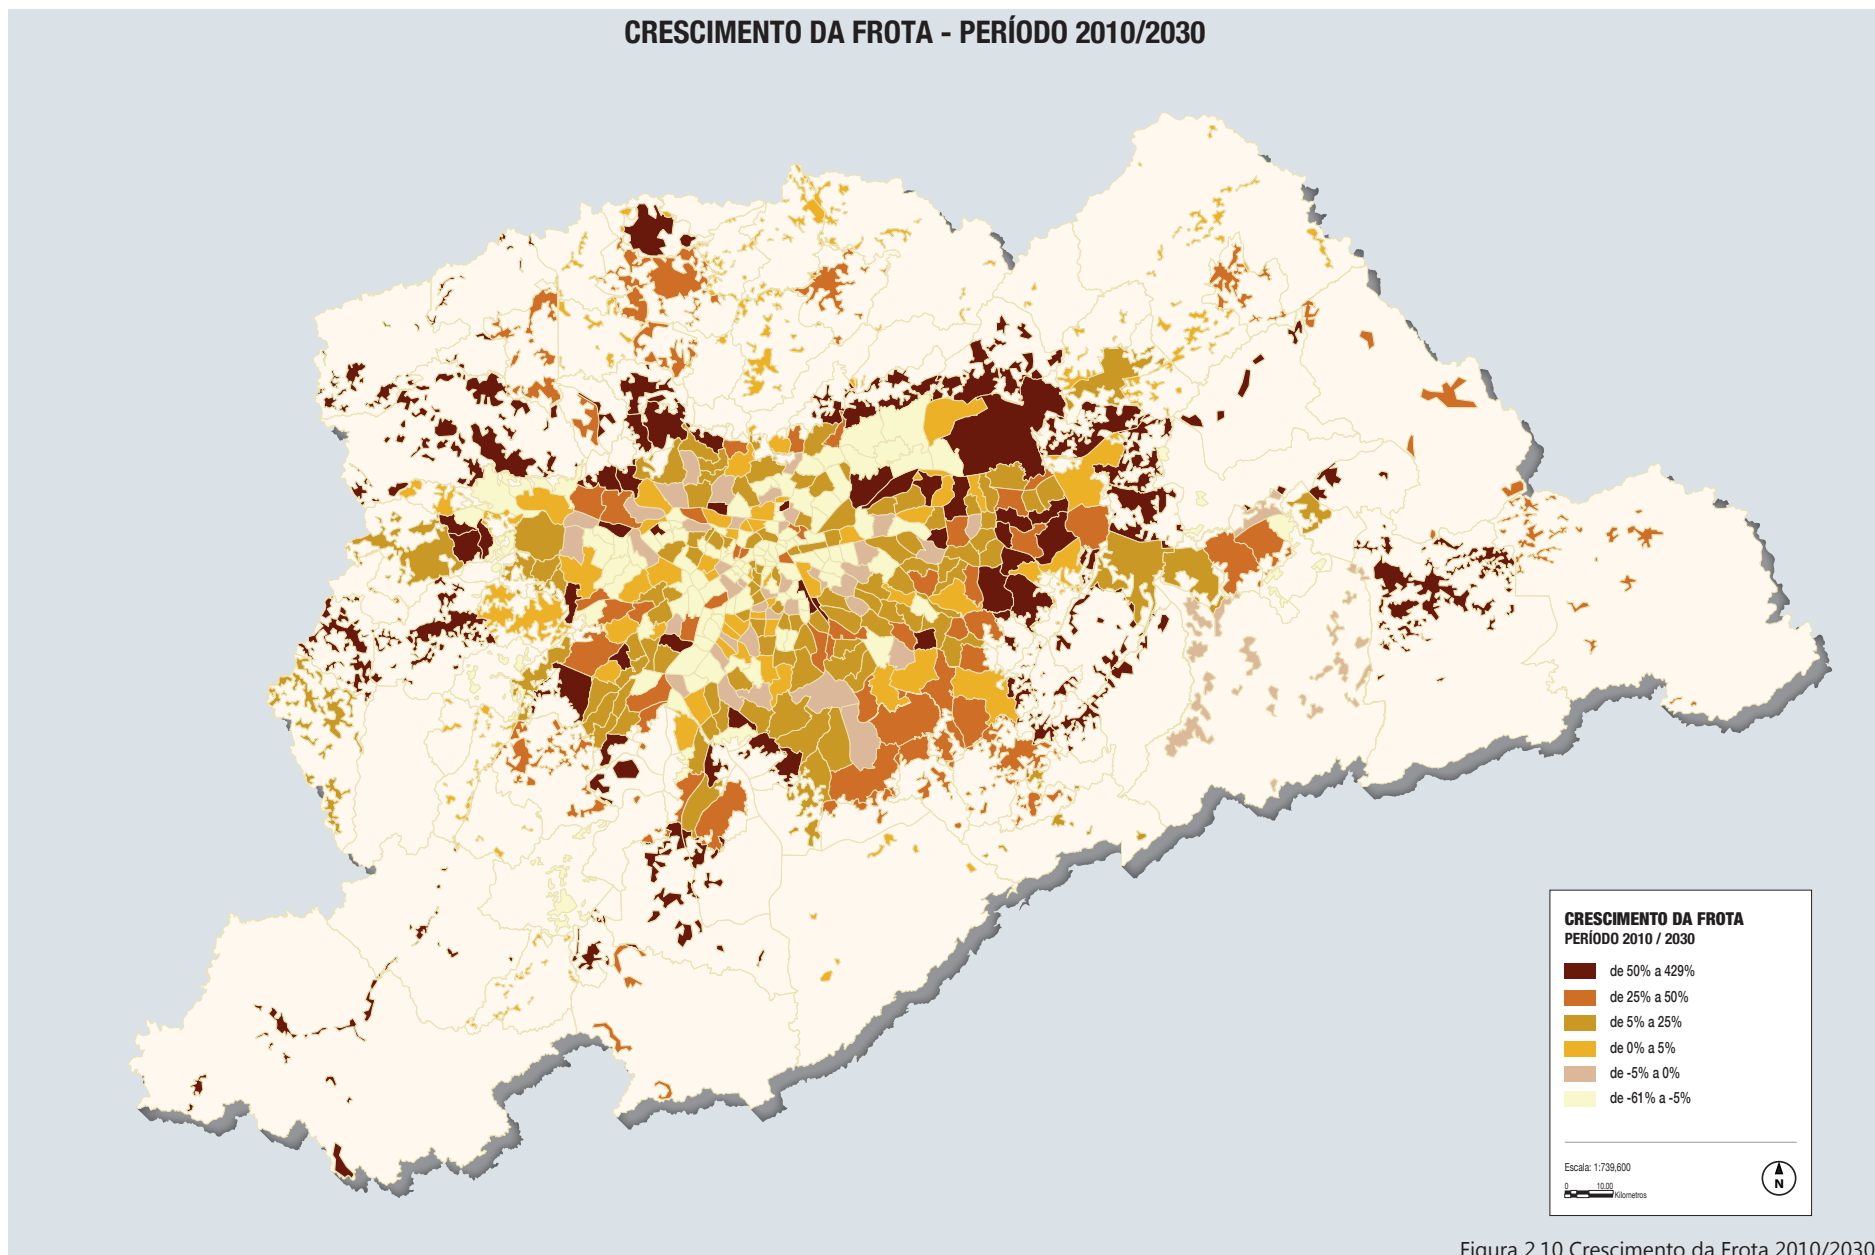 CRESCIMENTO DA FROTA - PERÍODO 2010/2030
CRESCIMENTO DA FROTA
PERÍODO 2010 / 2030
de 50% a 429%
de 25% a 50%
de 5% a 25%
de 0% a 5%
de -5% a 0%
de -61% a -5%
Escala: 1:739,600
0 10.00
Kilometros
N
Figura 2.10 Crescimento da Frota 2010/2030